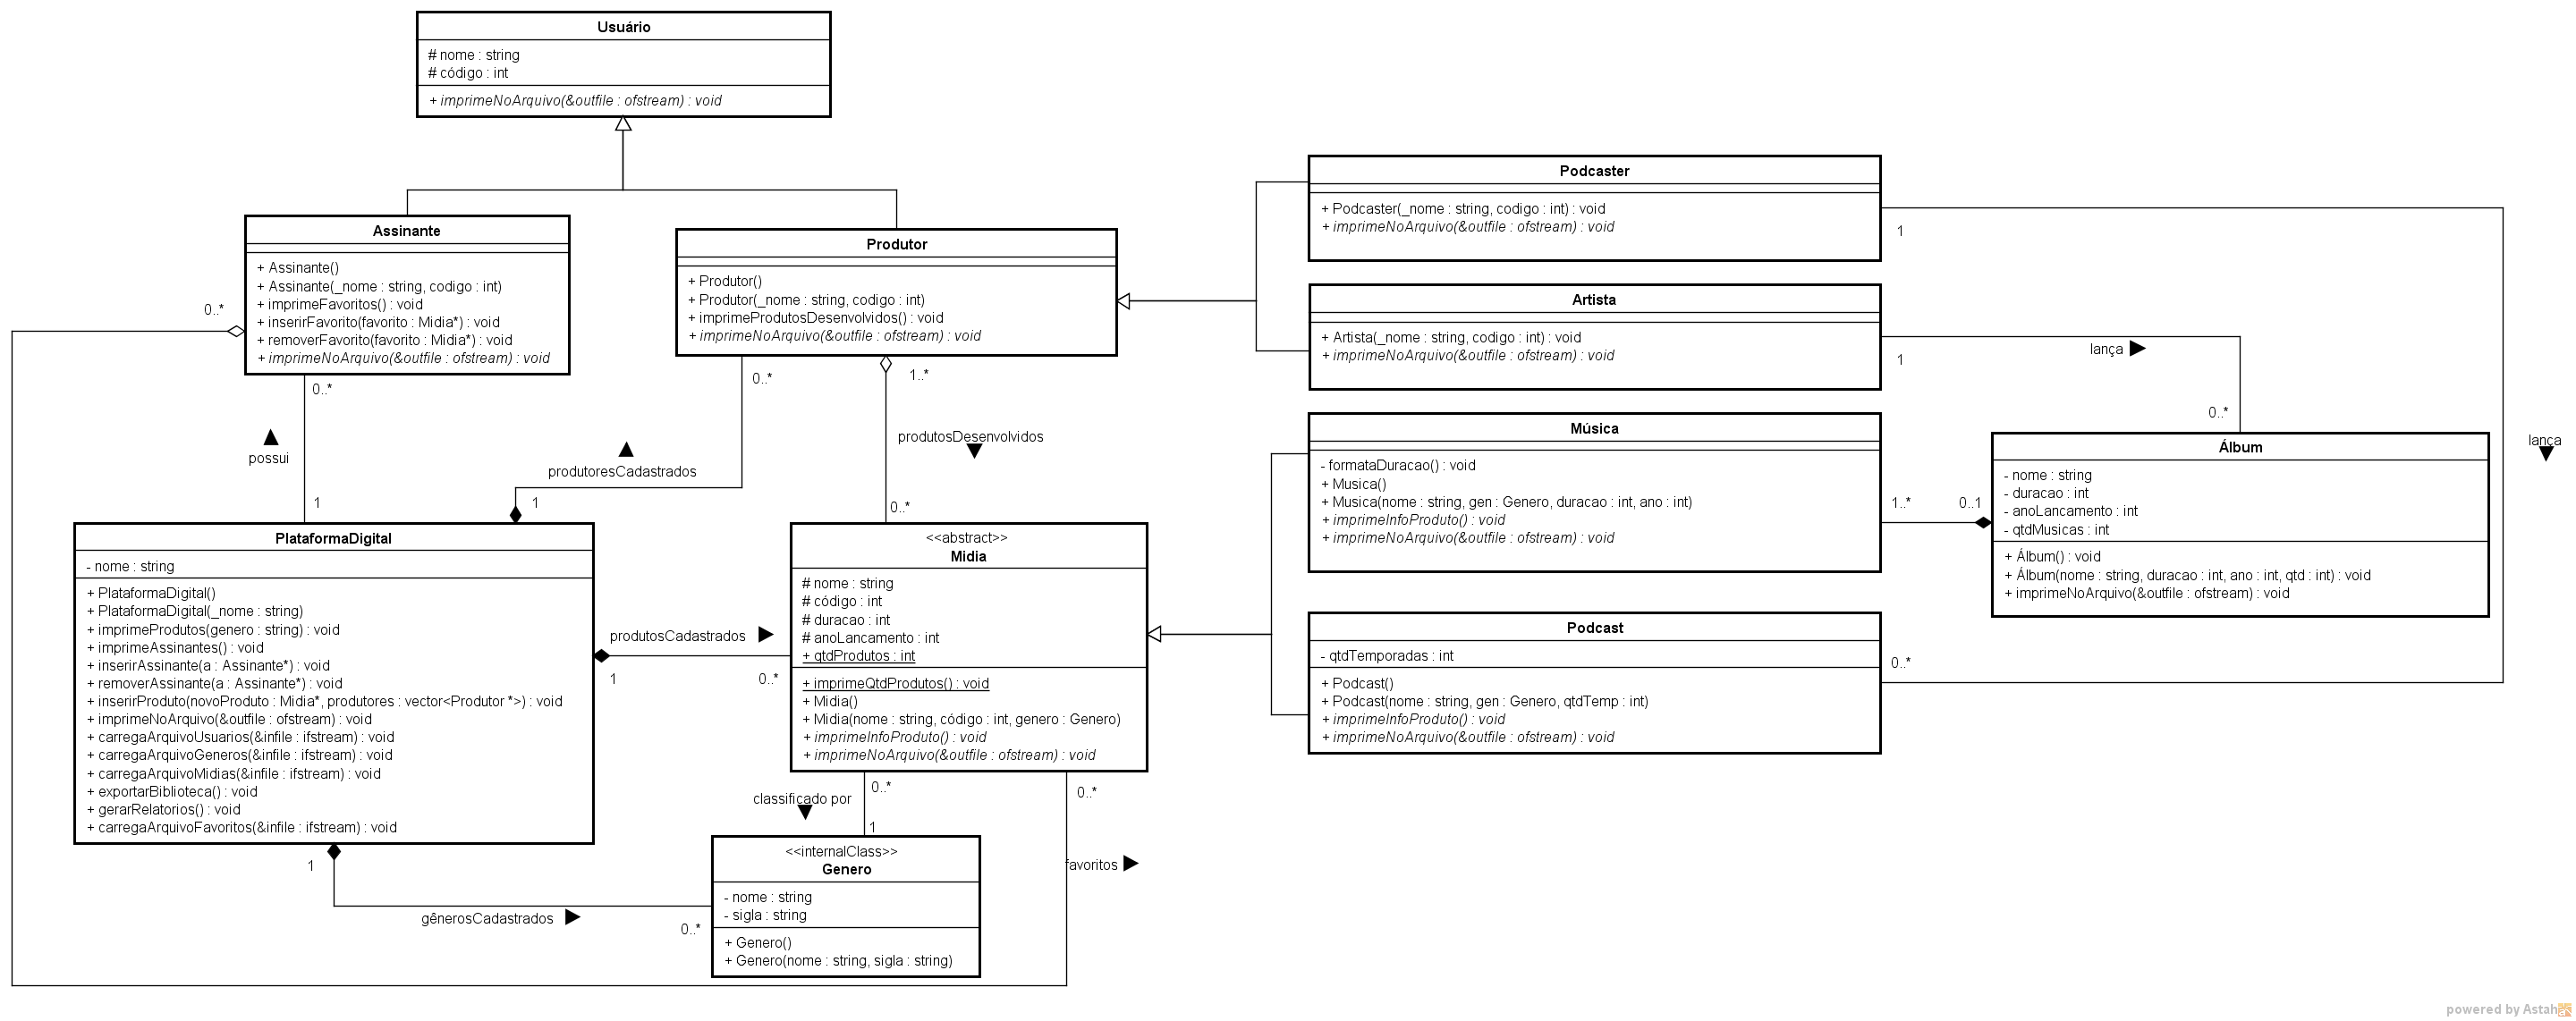 Usuário
# nome : string
# código : int
+ imprimeNoArquivo(&outfile : ofstream) : void
Podcaster
+ Podcaster(_nome : string, codigo : int) : void
+ imprimeNoArquivo(&outfile : ofstream) : void
1
Assinante
+ Assinante()
+ Assinante(_nome : string, codigo : int)
+ imprimeFavoritos() : void
+ inserirFavorito(favorito : Midia*) : void
+ removerFavorito(favorito : Midia*) : void
+ imprimeNoArquivo(&outfile : ofstream) : void
0..*
0..*
Produtor
+ Produtor()
+ Produtor(_nome : string, codigo : int)
+ imprimeProdutosDesenvolvidos() : void
+ imprimeNoArquivo(&outfile : ofstream) : void
0..*
1..*
Artista
+ Artista(_nome : string, codigo : int) : void
+ imprimeNoArquivo(&outfile : ofstream) : void
1
lança
0..*
possui
1
produtoresCadastrados
1
produtosDesenvolvidos
0..*
Música
- formataDuracao() : void
+ Musica()
+ Musica(nome : string, gen : Genero, duracao : int, ano : int)
+ imprimeInfoProduto() : void
+ imprimeNoArquivo(&outfile : ofstream) : void
1..*
0..1
Álbum
- nome : string
- duracao : int
- anoLancamento : int
- qtdMusicas : int
+ Álbum() : void
+ Álbum(nome : string, duracao : int, ano : int, qtd : int) : void
+ imprimeNoArquivo(&outfile : ofstream) : void
lança
PlataformaDigital
- nome : string
+ PlataformaDigital()
+ PlataformaDigital(_nome : string)
+ imprimeProdutos(genero : string) : void
+ imprimeAssinantes() : void
+ inserirAssinante(a : Assinante*) : void
+ removerAssinante(a : Assinante*) : void
+ inserirProduto(novoProduto : Midia*, produtores : vector<Produtor *>) : void
+ imprimeNoArquivo(&outfile : ofstream) : void
+ carregaArquivoUsuarios(&infile : ifstream) : void
+ carregaArquivoGeneros(&infile : ifstream) : void
+ carregaArquivoMidias(&infile : ifstream) : void
+ exportarBiblioteca() : void
+ gerarRelatorios() : void
+ carregaArquivoFavoritos(&infile : ifstream) : void
produtosCadastrados
1
0..*
<<abstract>>
Midia
# nome : string
# código : int
# duracao : int
# anoLancamento : int
+ qtdProdutos : int
+ imprimeQtdProdutos() : void
+ Midia()
+ Midia(nome : string, código : int, genero : Genero)
+ imprimeInfoProduto() : void
+ imprimeNoArquivo(&outfile : ofstream) : void
Podcast
- qtdTemporadas : int
+ Podcast()
+ Podcast(nome : string, gen : Genero, qtdTemp : int)
+ imprimeInfoProduto() : void
+ imprimeNoArquivo(&outfile : ofstream) : void
0..*
0..*
classificado por
1
0..*
favoritos
1
gênerosCadastrados
0..*
<<internalClass>>
Genero
- nome : string
- sigla : string
+ Genero()
+ Genero(nome : string, sigla : string)
powered by Astah